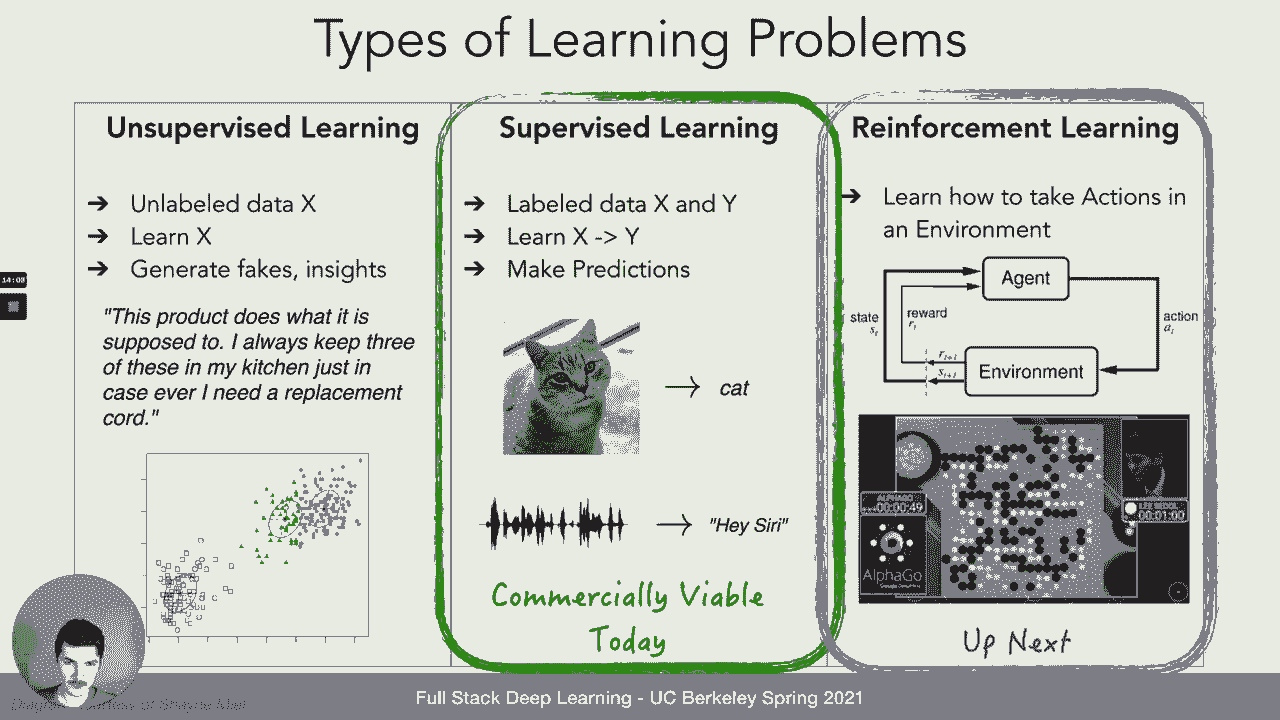 Types of Learning Problems
Unsupervised Learning
➔ Unlabeled data X
➔ Learn X
➔ Generate fakes, insights
"This product does what it is
supposed to. I always keep three
of these in my kitchen just in
case ever I need a replacement
cord."
Supervised Learning
➔ Labeled data X and Y
➔ Learn X -> Y
➔ Make Predictions
→ cat
→ "Hey Siri"
Commercially Viable
Today
Reinforcement Learning
➔ Learn how to take Actions in
an Environment
Agent
state
s_t
reward
r_t
action
a_t
r_{t+1}
s_{t+1}
Environment
ALPHAGO
00:00:49
AlphaGo
LEE SEDOL
00:01:00
Up Next
14:03
Full Stack Deep Learning - UC Berkeley Spring 2021